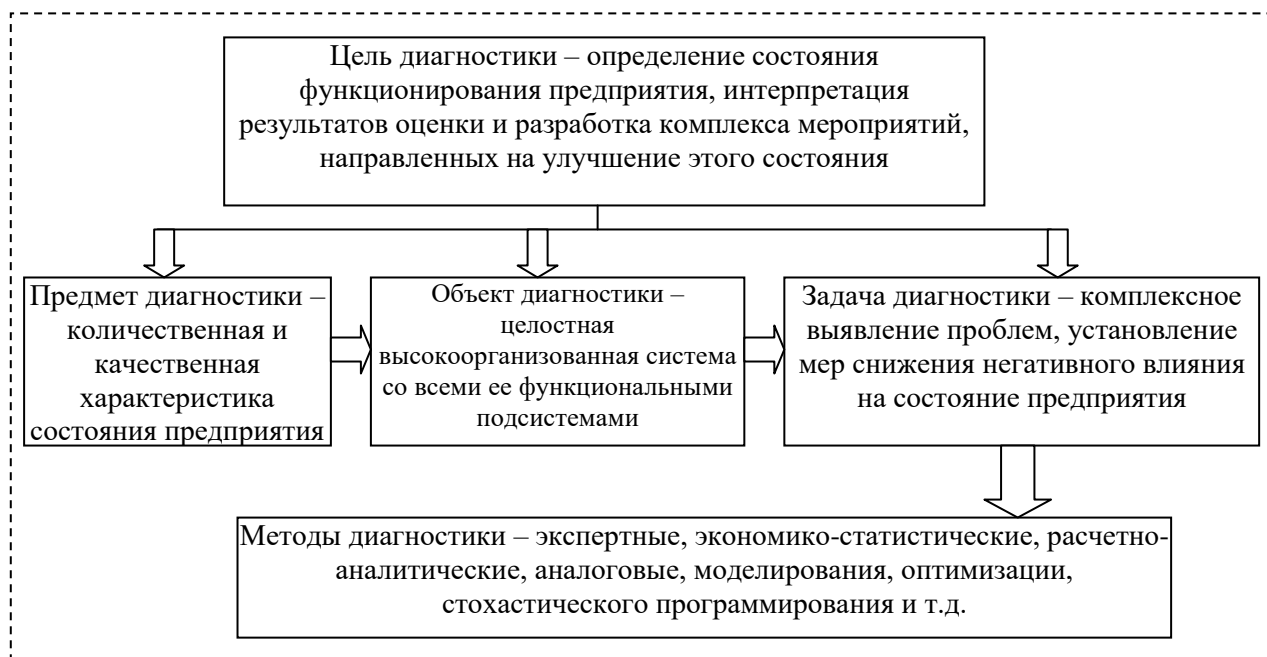 Цель диагностики – определение состояния
функционирования предприятия, интерпретация
результатов оценки и разработка комплекса мероприятий,
направленных на улучшение этого состояния
Предмет диагностики –
количественная и
качественная
характеристика
состояния предприятия
Объект диагностики –
целостная
высокоорганизованная система
со всеми ее функциональными
подсистемами
Задача диагностики – комплексное
выявление проблем, установление
мер снижения негативного влияния
на состояние предприятия
Методы диагностики – экспертные, экономико-статистические, расчетно-
аналитические, аналоговые, моделирования, оптимизации,
стохастического программирования и т.д.